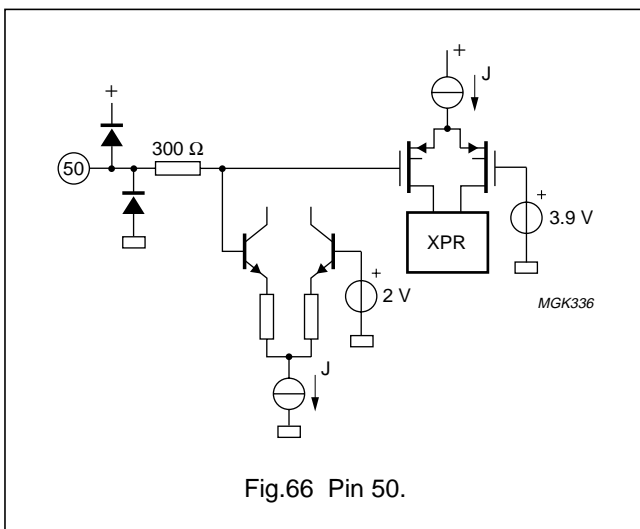 +
J
+
300 Ω
50
+
3.9 V
XPR
+
2 V
MGK336
J
Fig.66 Pin 50.